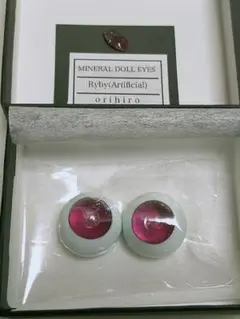 MINERAL DOLL EYES
Ryby(Artificial)
orihiro